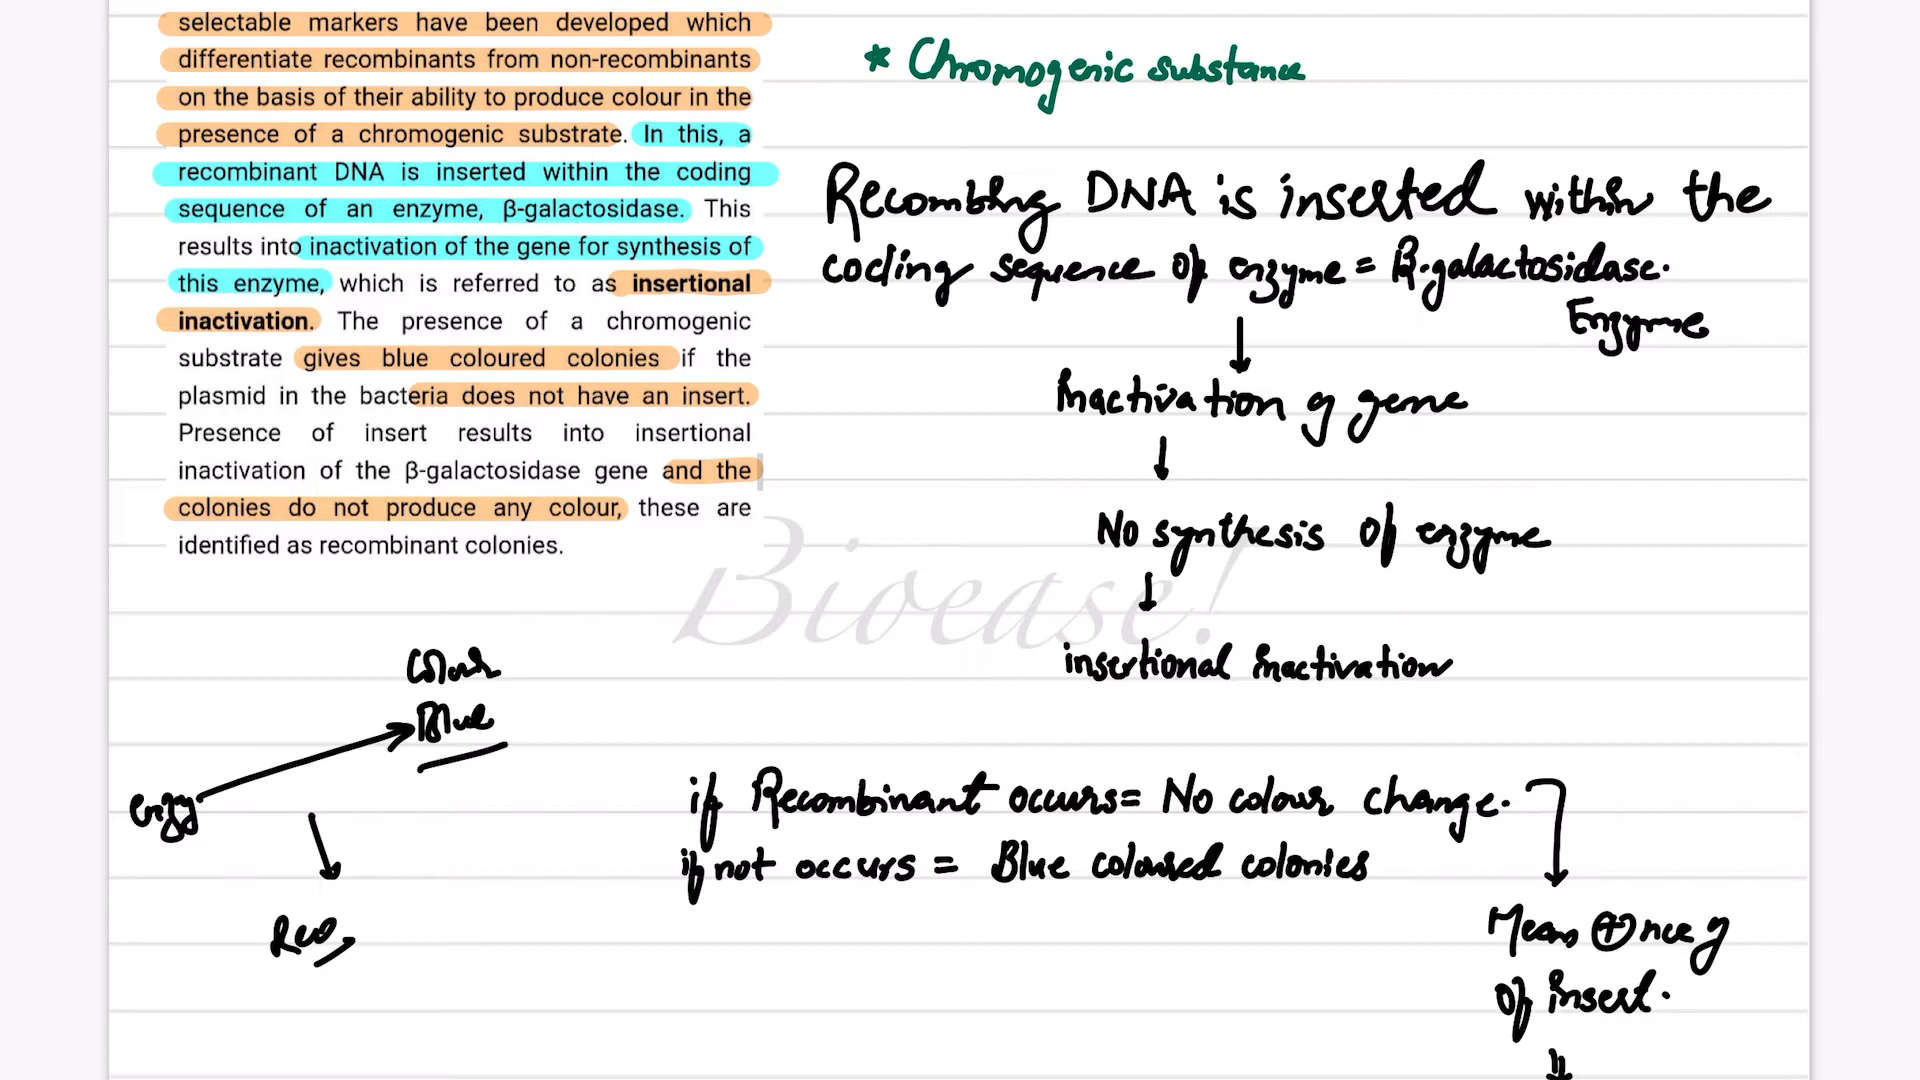 selectable markers have been developed which
differentiate recombinants from non-recombinants
on the basis of their ability to produce colour in the
presence of a chromogenic substrate. In this, a
recombinant DNA is inserted within the coding
sequence of an enzyme, β-galactosidase. This
results into inactivation of the gene for synthesis of
this enzyme, which is referred to as insertional
inactivation. The presence of a chromogenic
substrate gives blue coloured colonies if the
plasmid in the bacteria does not have an insert.
Presence of insert results into insertional
inactivation of the β-galactosidase gene and the
colonies do not produce any colour, these are
identified as recombinant colonies.
* Chromogenic substance
DNA is inserted within the
coding sequence of enzyme = β-galactosidase.
Enzyme
↓
Inactivation of gene
↓
No synthesis of enzyme
↓
insertional inactivation
Bioease!
Colour
Blue
if Recombinant occurs = No colour change.
if not occurs = Blue coloured colonies
Mean ⊕nce of
of insert.